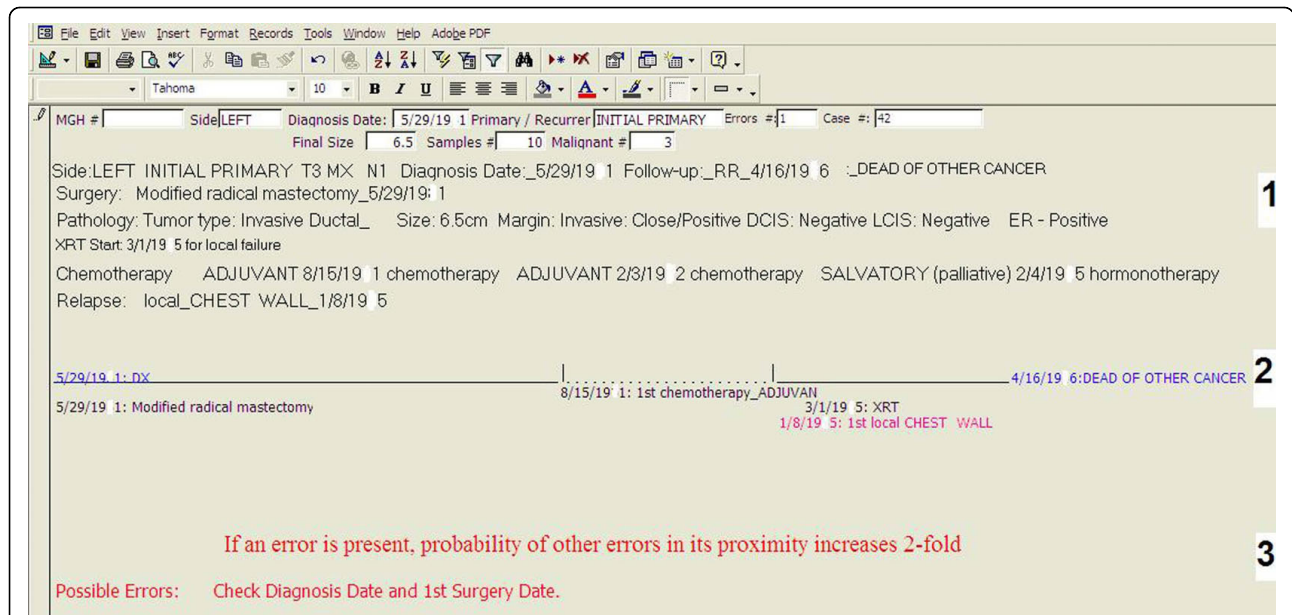 File Edit View Insert Format Records Tools Window Help Adobe PDF
Tahoma 10 B I U
MGH # Side LEFT Diagnosis Date: 5/29/19 1 Primary / Recurrer INITIAL PRIMARY Errors #: 1 Case #: 42
Final Size 6.5 Samples # 10 Malignant # 3
Side:LEFT INITIAL PRIMARY T3 MX N1 Diagnosis Date:_5/29/19 1 Follow-up:_RR_4/16/19 6 :_DEAD OF OTHER CANCER
1
Surgery: Modified radical mastectomy_5/29/19 1
Pathology: Tumor type: Invasive Ductal_ Size: 6.5cm Margin: Invasive: Close/Positive DCIS: Negative LCIS: Negative ER - Positive
XRT Start: 3/1/19 5 for local failure
Chemotherapy ADJUVANT 8/15/19 1 chemotherapy ADJUVANT 2/3/19 2 chemotherapy SALVATORY (palliative) 2/4/19 5 hormonotherapy
Relapse: local_CHEST WALL_1/8/19 5
5/29/19 1: DX 4/16/19 6:DEAD OF OTHER CANCER 2
8/15/19 1: 1st chemotherapy_ADJUVAN
5/29/19 1: Modified radical mastectomy 3/1/19 5: XRT
1/8/19 5: 1st local CHEST WALL
If an error is present, probability of other errors in its proximity increases 2-fold
3
Possible Errors: Check Diagnosis Date and 1st Surgery Date.